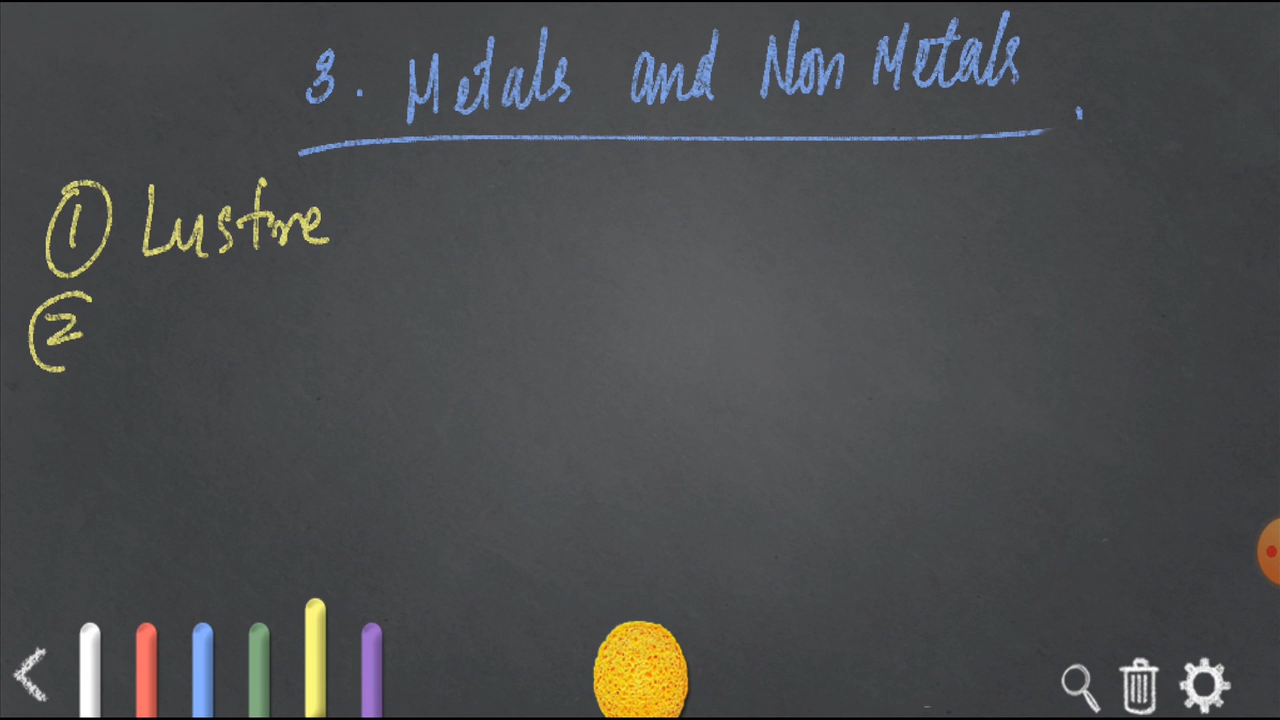 3. Metals and Non Metals.
① Lustre
②